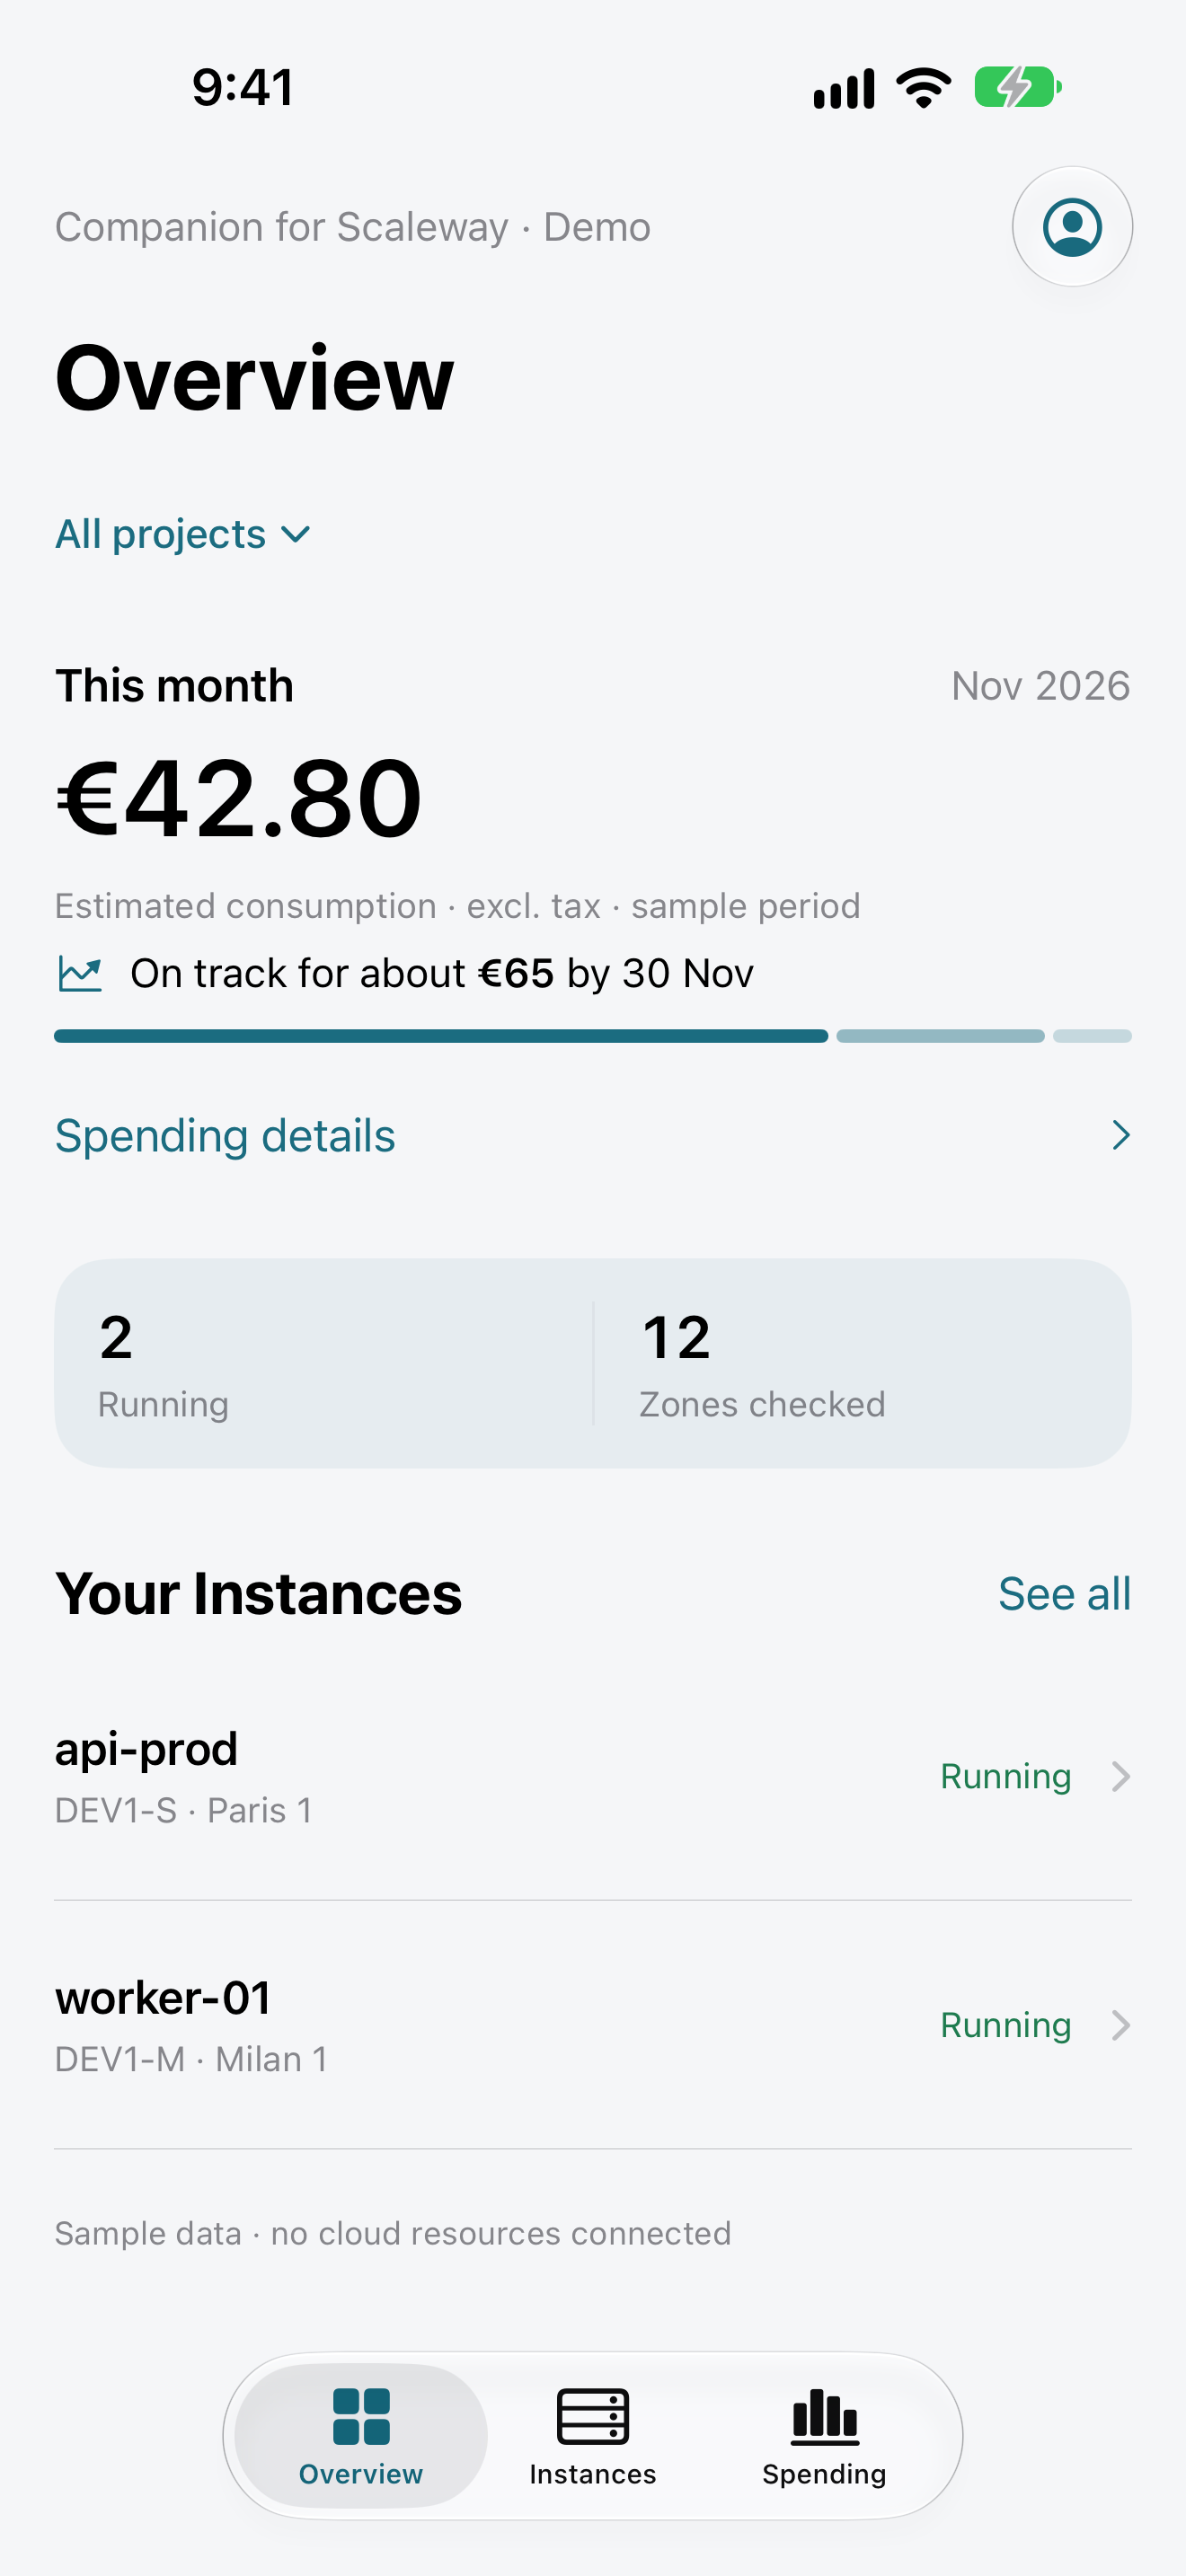 9:41
Companion for Scaleway · Demo
Overview
All projects
This month
Nov 2026
€42.80
Estimated consumption · excl. tax · sample period
On track for about €65 by 30 Nov
Spending details
2
Running
12
Zones checked
Your Instances
See all
api-prod
DEV1-S · Paris 1
Running
worker-01
DEV1-M · Milan 1
Running
Sample data · no cloud resources connected
Overview
Instances
Spending